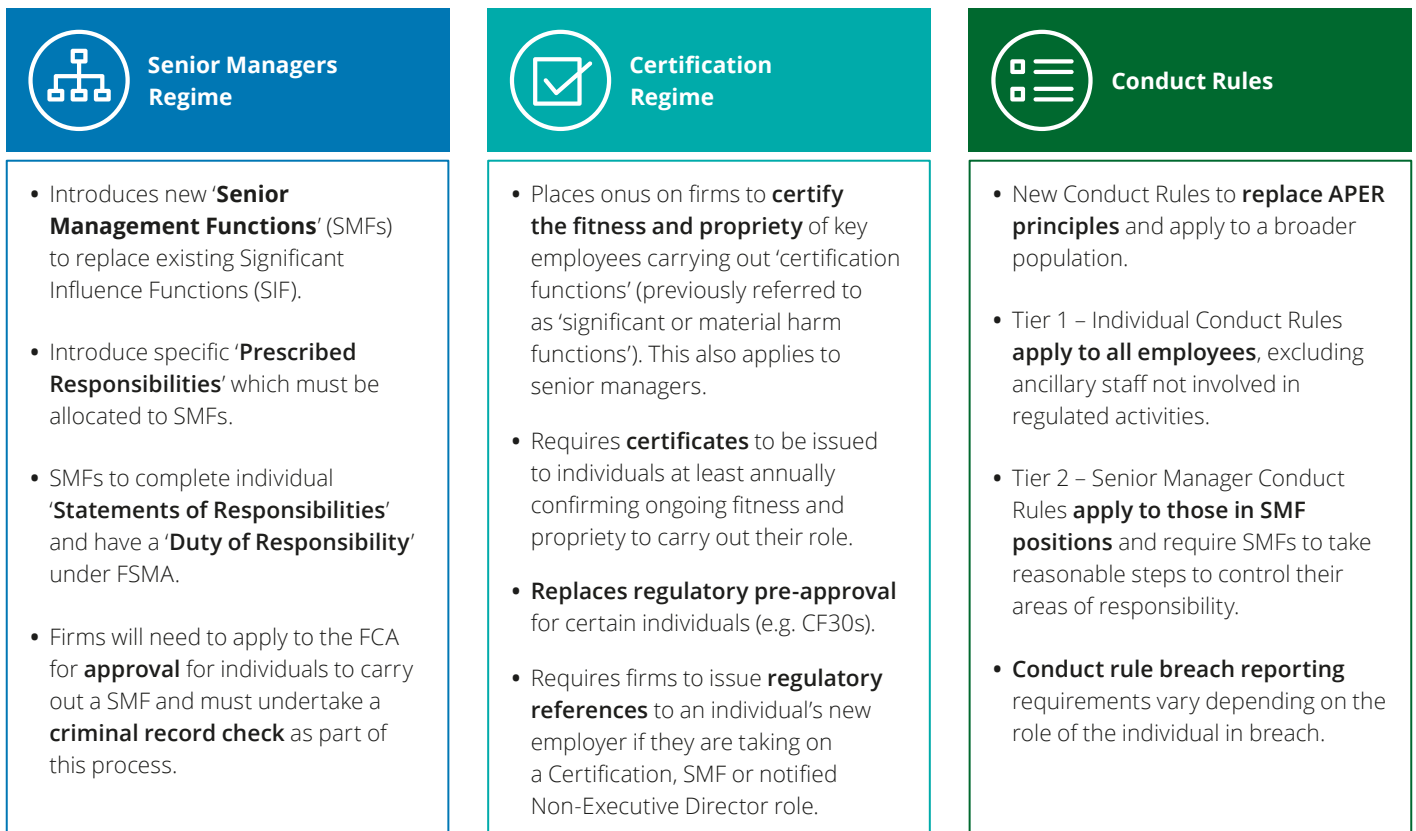 Senior Managers
Regime
• Introduces new ‘Senior
Management Functions’ (SMFs)
to replace existing Significant
Influence Functions (SIF).
• Introduce specific ‘Prescribed
Responsibilities’ which must be
allocated to SMFs.
• SMFs to complete individual
‘Statements of Responsibilities’
and have a ‘Duty of Responsibility’
under FSMA.
• Firms will need to apply to the FCA
for approval for individuals to carry
out a SMF and must undertake a
criminal record check as part of
this process.
Certification
Regime
• Places onus on firms to certify
the fitness and propriety of key
employees carrying out ‘certification
functions’ (previously referred to
as ‘significant or material harm
functions’). This also applies to
senior managers.
• Requires certificates to be issued
to individuals at least annually
confirming ongoing fitness and
propriety to carry out their role.
• Replaces regulatory pre-approval
for certain individuals (e.g. CF30s).
• Requires firms to issue regulatory
references to an individual’s new
employer if they are taking on
a Certification, SMF or notified
Non-Executive Director role.
Conduct Rules
• New Conduct Rules to replace APER
principles and apply to a broader
population.
• Tier 1 – Individual Conduct Rules
apply to all employees, excluding
ancillary staff not involved in
regulated activities.
• Tier 2 – Senior Manager Conduct
Rules apply to those in SMF
positions and require SMFs to take
reasonable steps to control their
areas of responsibility.
• Conduct rule breach reporting
requirements vary depending on the
role of the individual in breach.